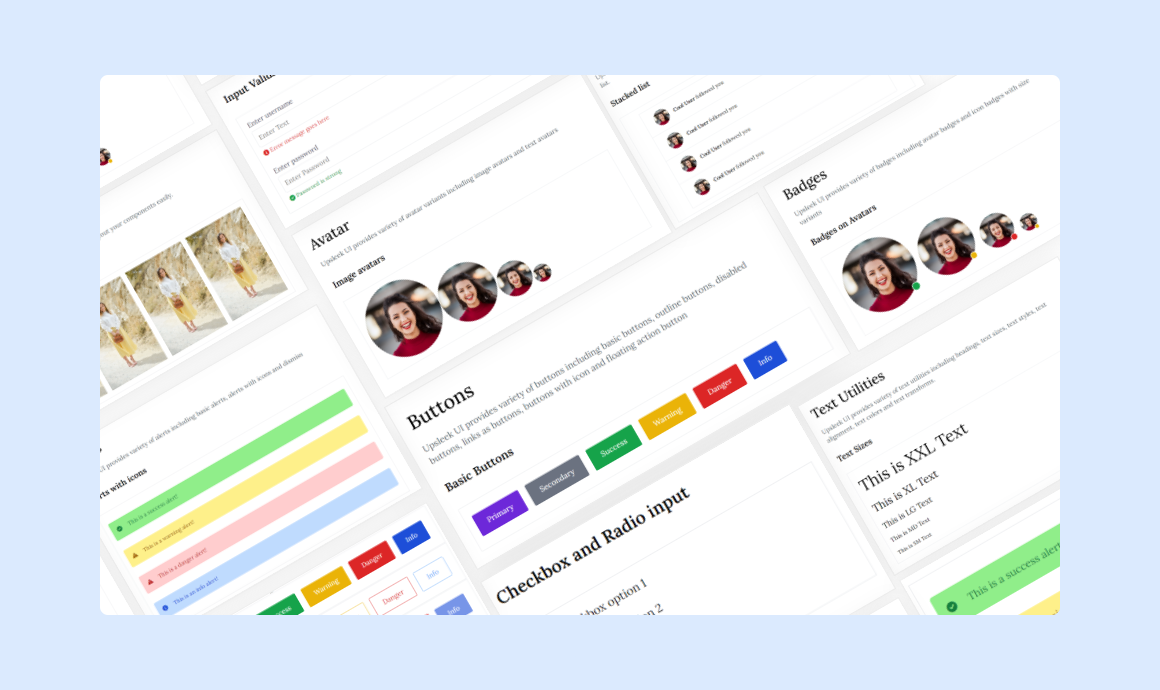 Input Valid
Enter username
Enter Text
Error message goes here
Enter password
Enter Password
Password is strong
list.
Stacked list
Cool User followed you
Cool User followed you
Cool User followed you
Cool User followed you
Avatar
Upsleek UI provides variety of avatar variants including image avatars and text avatars
Image avatars
Badges
Upsleek UI provides variety of badges including avatar badges and icon badges with size
variants
Badges on Avatars
out your components easily.
UI provides variety of alerts including basic alerts, alerts with icons and dismiss
rts with icons
This is a success alert!
This is a warning alert!
This is a danger alert!
This is an info alert!
Buttons
Upsleek UI provides variety of buttons including basic buttons, outline buttons, disabled
buttons, links as buttons, buttons with icon and floating action button
Basic Buttons
Primary
Secondary
Success
Warning
Danger
Info
Text Utilities
Upsleek UI provides variety of text utilities including headings, text sizes, text styles, text
alignment, text colors and text transforms.
Text Sizes
This is XXL Text
This is XL Text
This is LG Text
This is MD Text
This is SM Text
Checkbox and Radio input
kbox option 1
n 2
cess
Warning
Danger
Info
Danger
Info
Info
This is a success alert